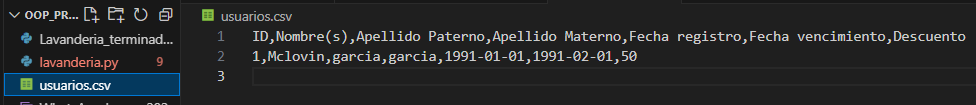 OOP_PR...
Lavanderia_terminad...
lavanderia.py 9
usuarios.csv
usuarios.csv
1 ID,Nombre(s),Apellido Paterno,Apellido Materno,Fecha registro,Fecha vencimiento,Descuento
2 1,Mclovin,garcia,garcia,1991-01-01,1991-02-01,50
3